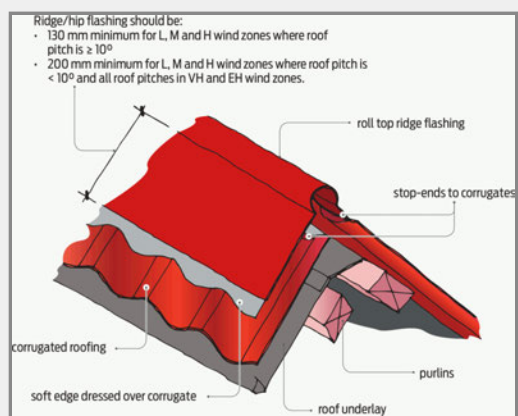 Ridge/hip flashing should be:
· 130 mm minimum for L, M and H wind zones where roof
pitch is ≥ 10º
· 200 mm minimum for L, M and H wind zones where roof pitch is
< 10º and all roof pitches in VH and EH wind zones.
roll top ridge flashing
stop-ends to corrugates
corrugated roofing
purlins
soft edge dressed over corrugate
roof underlay